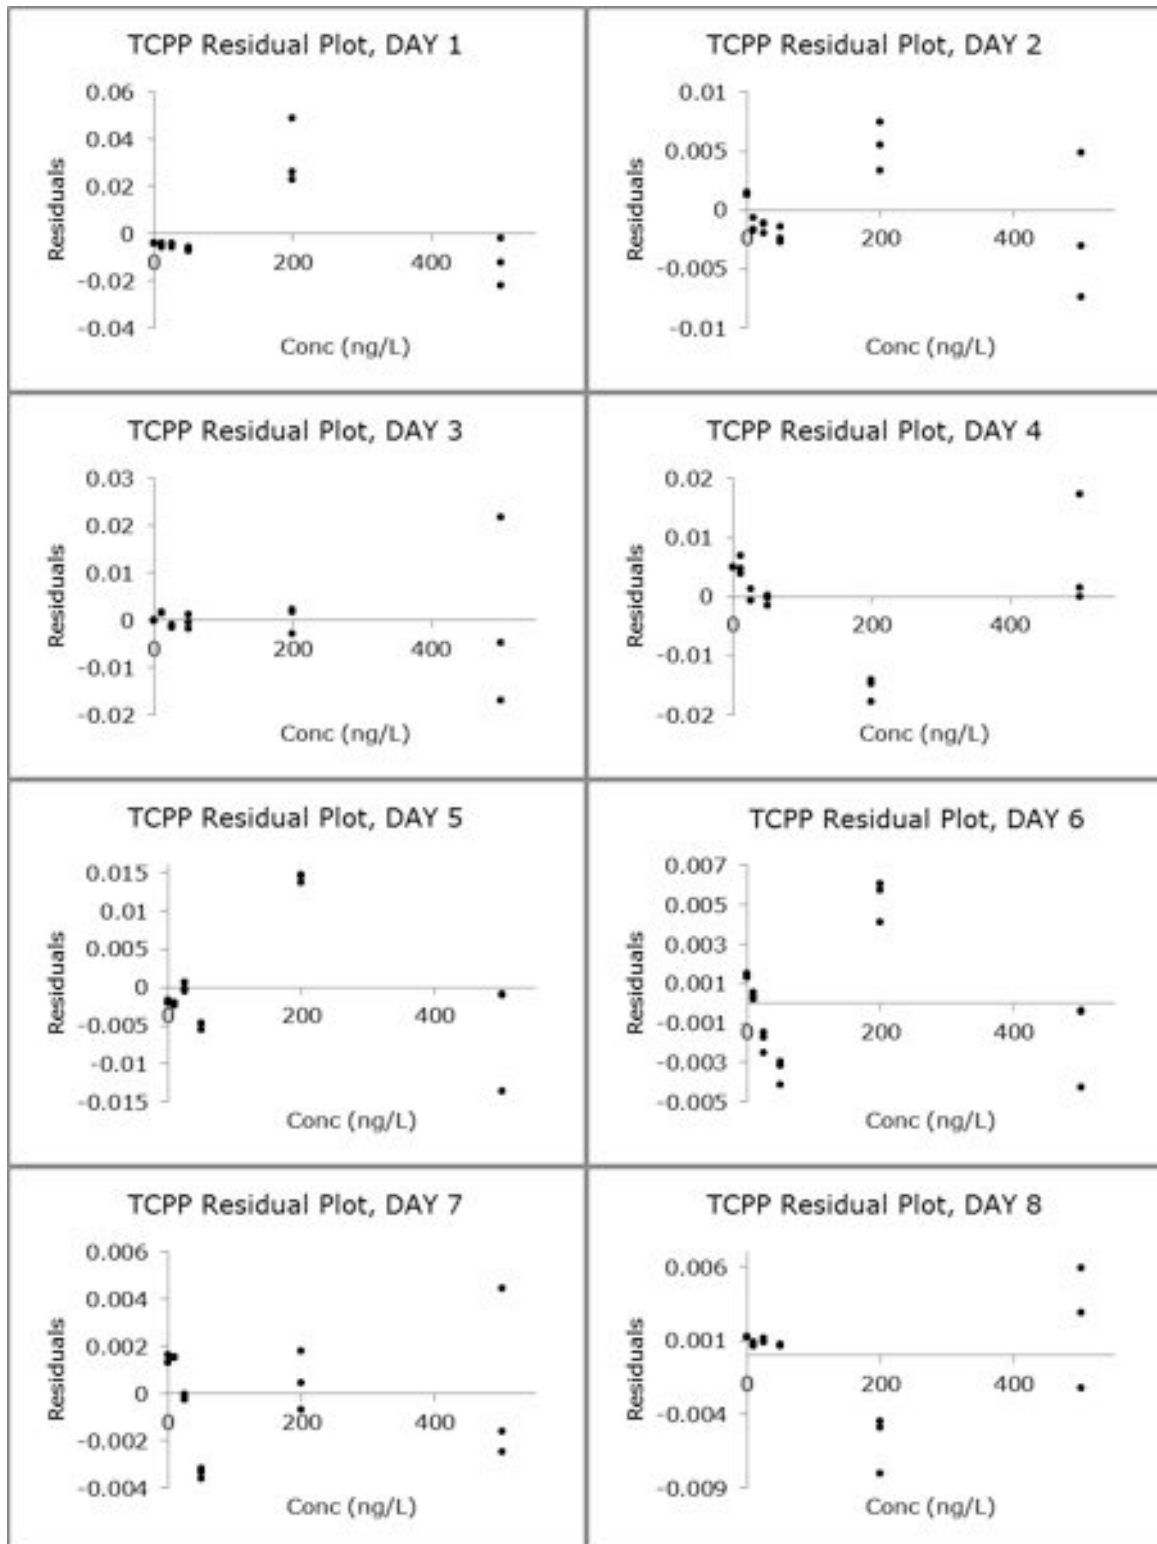 TCPP Residual Plot, DAY 1
0.06
0.04
0.02
0
-0.02
-0.04
0 200 400
Residuals
Conc (ng/L)
TCPP Residual Plot, DAY 2
0.01
0.005
0
-0.005
-0.01
0 200 400
Residuals
Conc (ng/L)
TCPP Residual Plot, DAY 3
0.03
0.02
0.01
0
-0.01
-0.02
0 200 400
Residuals
Conc (ng/L)
TCPP Residual Plot, DAY 4
0.02
0.01
0
-0.01
-0.02
0 200 400
Residuals
Conc (ng/L)
TCPP Residual Plot, DAY 5
0.015
0.01
0.005
0
-0.005
-0.01
-0.015
0 200 400
Residuals
Conc (ng/L)
TCPP Residual Plot, DAY 6
0.007
0.005
0.003
0.001
-0.001
-0.003
-0.005
0 200 400
Residuals
Conc (ng/L)
TCPP Residual Plot, DAY 7
0.006
0.004
0.002
0
-0.002
-0.004
0 200 400
Residuals
Conc (ng/L)
TCPP Residual Plot, DAY 8
0.006
0.001
-0.004
-0.009
0 200 400
Residuals
Conc (ng/L)